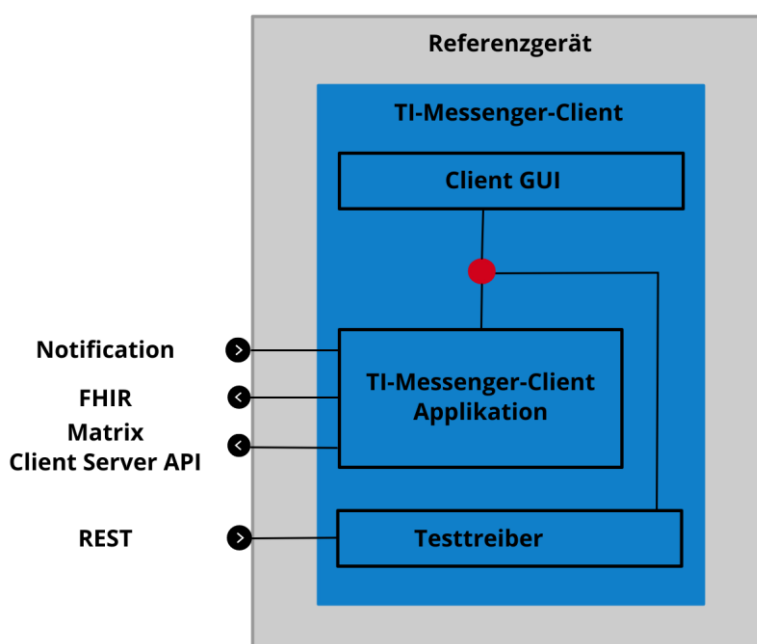 Referenzgerät
TI-Messenger-Client
Client GUI
Notification
FHIR
Matrix
Client Server API
TI-Messenger-Client
Applikation
REST
Testtreiber